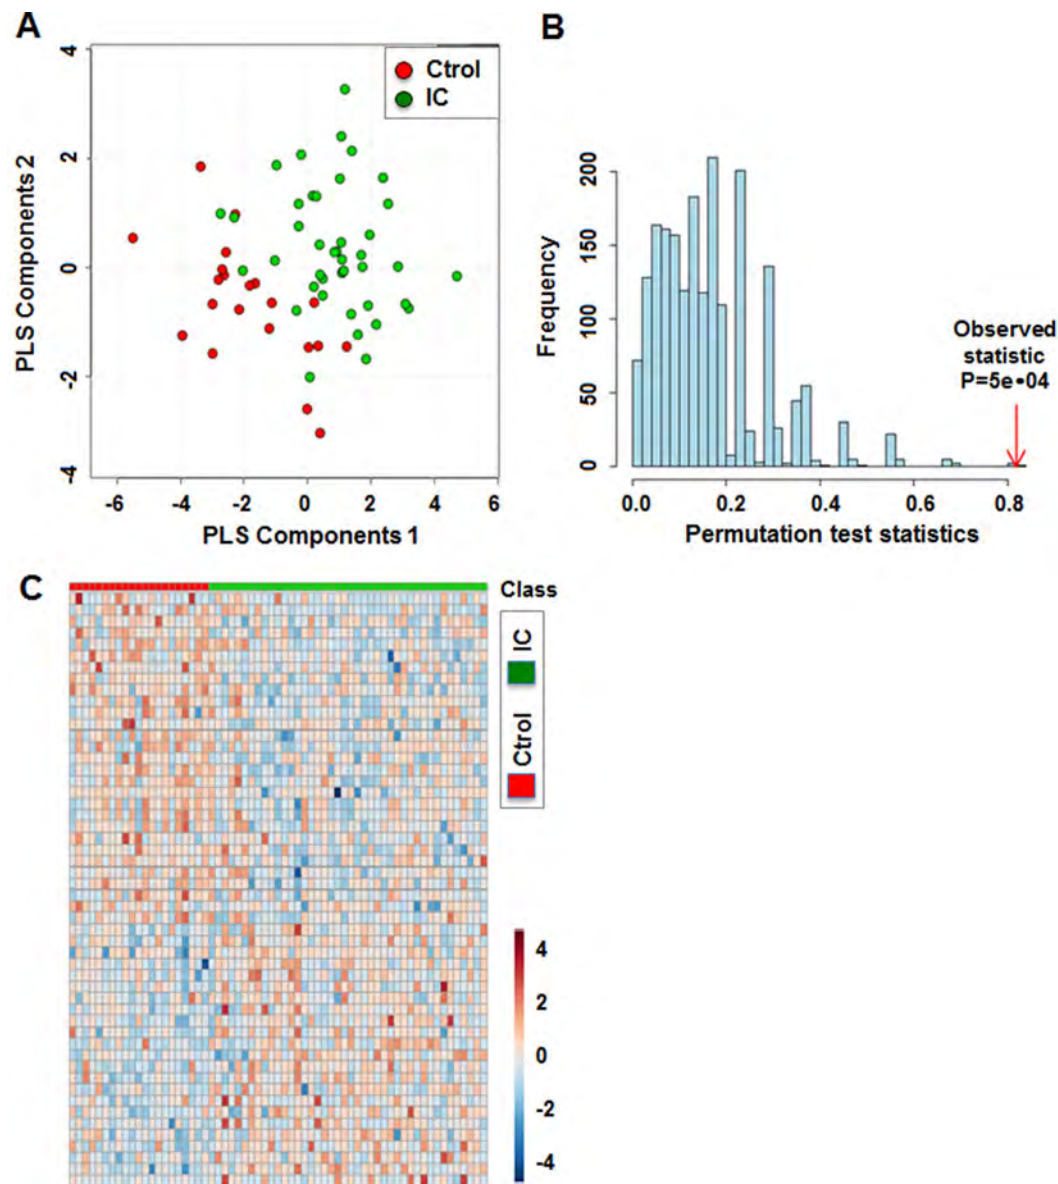 A
4
2
0
-2
-4
PLS Components 2
-6
-4
-2
0
2
4
6
PLS Components 1
Ctrol
IC
B
200
150
100
50
0
Frequency
0.0
0.2
0.4
0.6
0.8
Permutation test statistics
Observed
statistic
P=5e•04
C
Class
IC
Ctrol
4
2
0
-2
-4